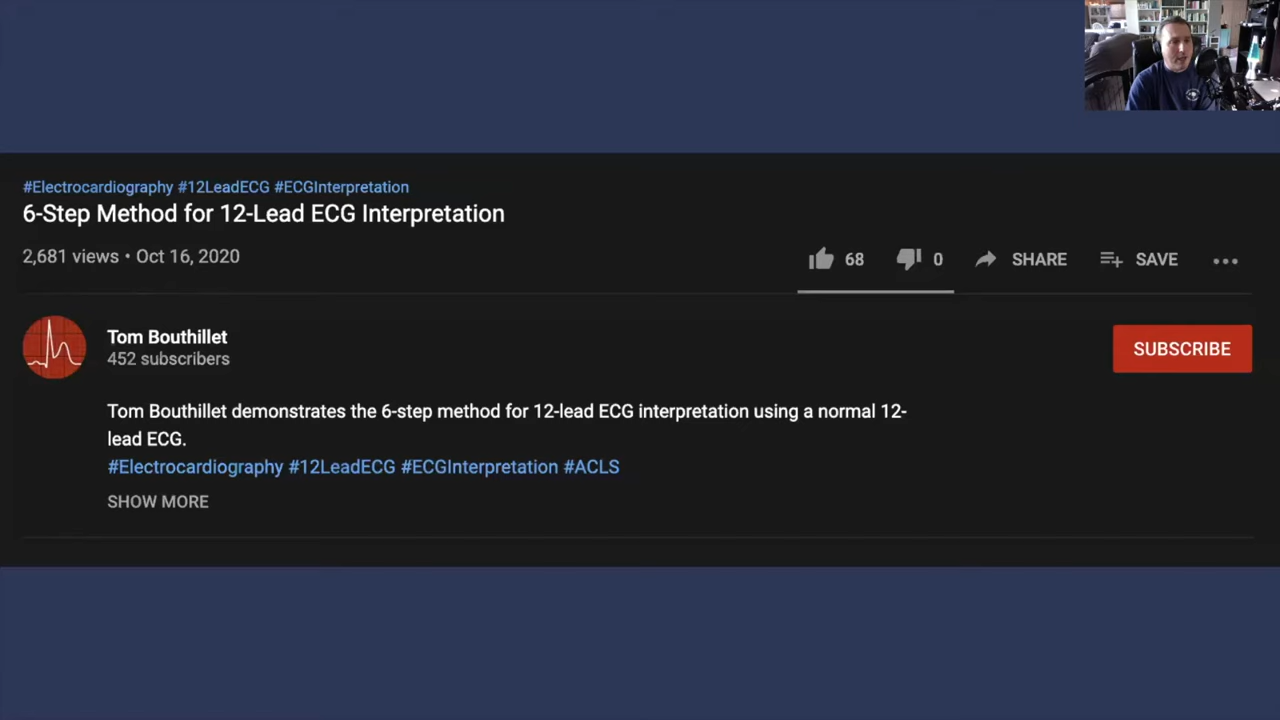 #Electrocardiography #12LeadECG #ECGInterpretation
6-Step Method for 12-Lead ECG Interpretation
2,681 views • Oct 16, 2020
68
0
SHARE
SAVE
Tom Bouthillet
452 subscribers
SUBSCRIBE
Tom Bouthillet demonstrates the 6-step method for 12-lead ECG interpretation using a normal 12-
lead ECG.
#Electrocardiography #12LeadECG #ECGInterpretation #ACLS
SHOW MORE